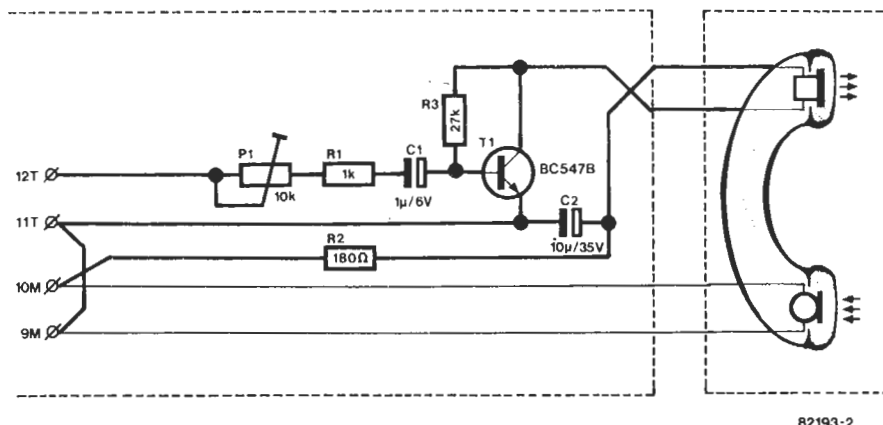 R3
27k
T1
BC547B
P1
10k
R1
1k
C1
1µ/6V
12T
11T
C2
10µ/35V
R2
180Ω
10M
9M
82193-2